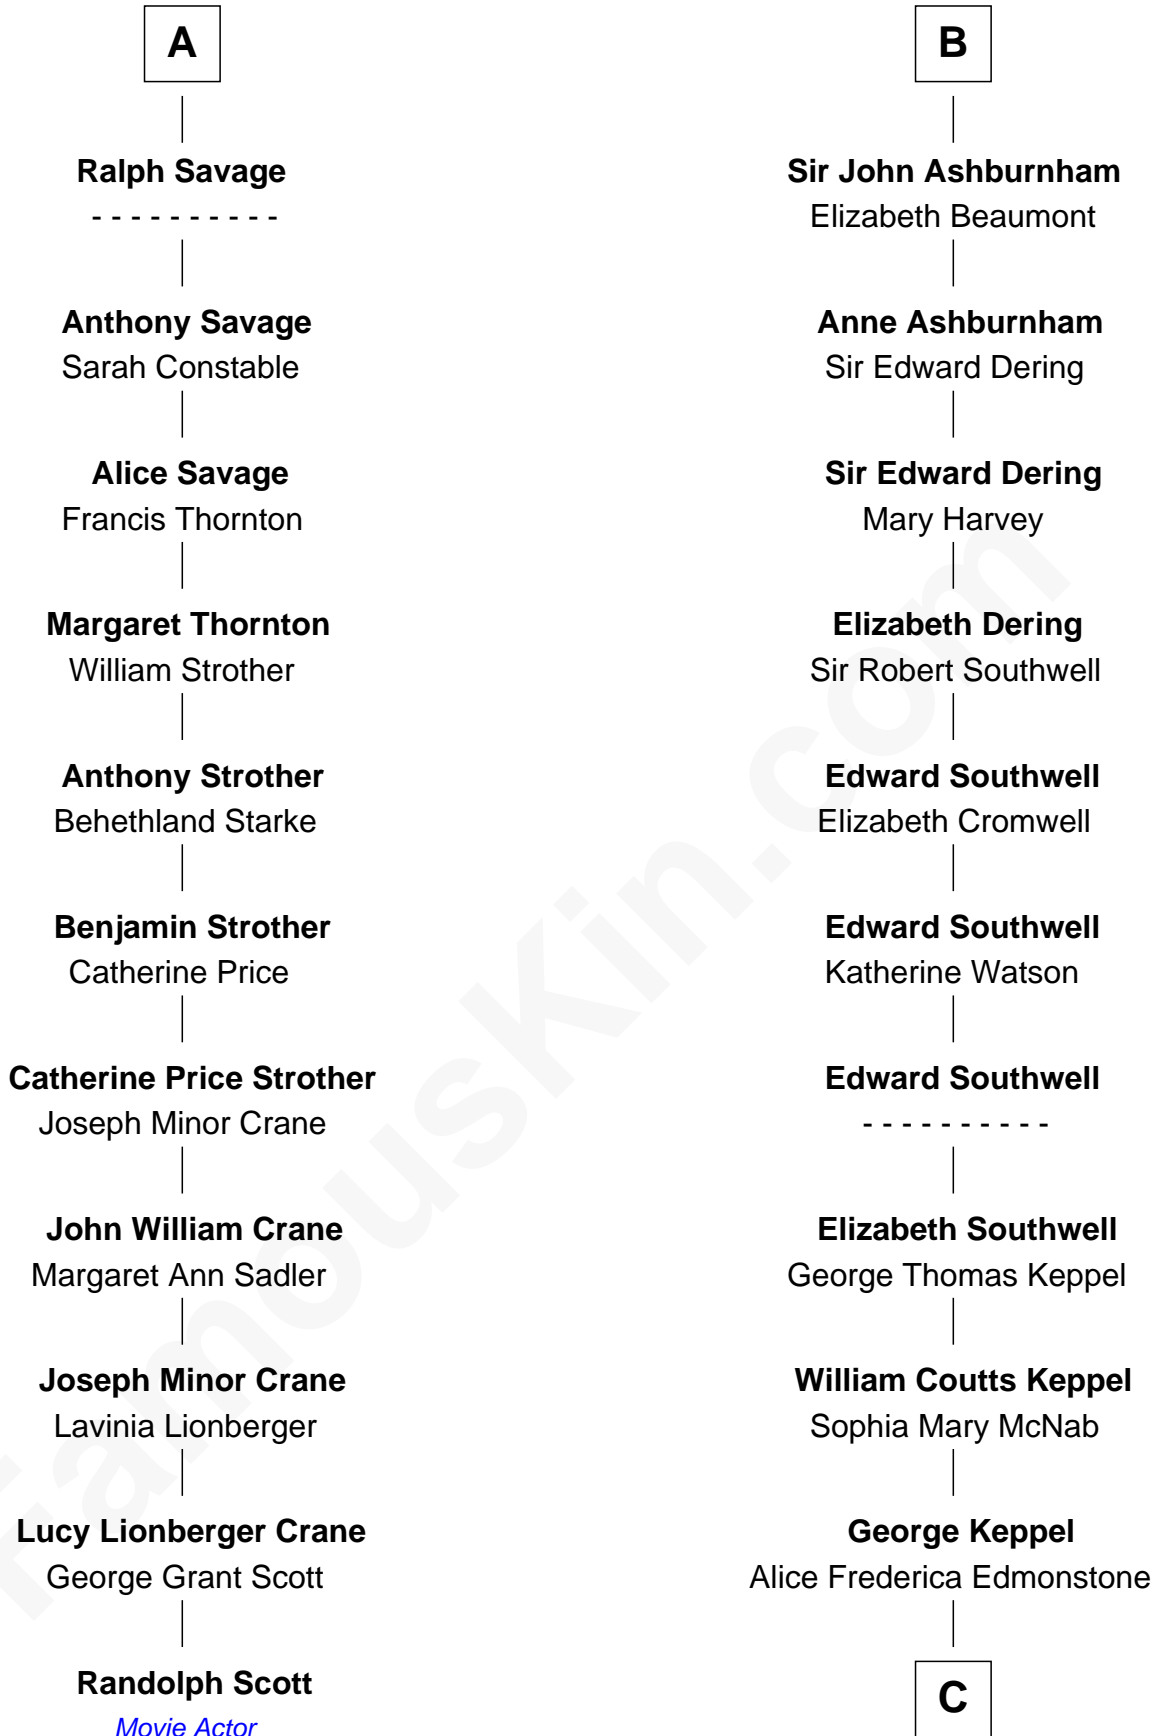 A
Ralph Savage
- - - - - - - - - -
Anthony Savage
Sarah Constable
Alice Savage
Francis Thornton
Margaret Thornton
William Strother
Anthony Strother
Behethland Starke
Benjamin Strother
Catherine Price
Catherine Price Strother
Joseph Minor Crane
John William Crane
Margaret Ann Sadler
Joseph Minor Crane
Lavinia Lionberger
Lucy Lionberger Crane
George Grant Scott
Randolph Scott
Movie Actor
B
Sir John Ashburnham
Elizabeth Beaumont
Anne Ashburnham
Sir Edward Dering
Sir Edward Dering
Mary Harvey
Elizabeth Dering
Sir Robert Southwell
Edward Southwell
Elizabeth Cromwell
Edward Southwell
Katherine Watson
Edward Southwell
- - - - - - - - - -
Elizabeth Southwell
George Thomas Keppel
William Coutts Keppel
Sophia Mary McNab
George Keppel
Alice Frederica Edmonstone
C
FamousKin.com